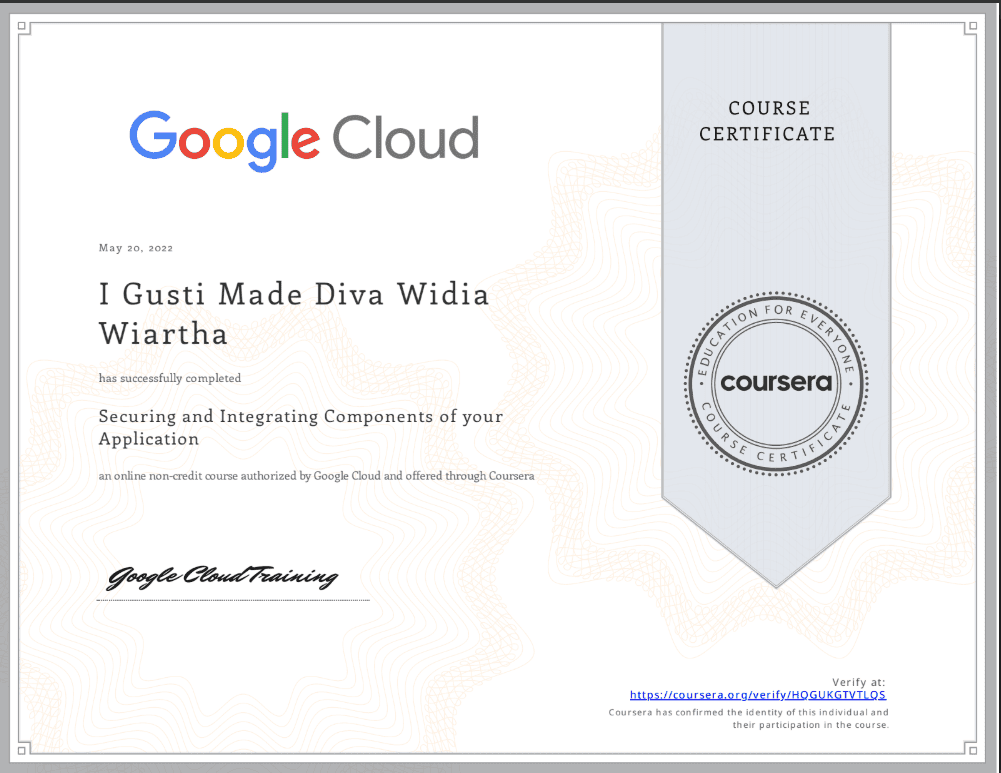 Google Cloud
COURSE
CERTIFICATE
May 20, 2022
I Gusti Made Diva Widia
Wiartha
has successfully completed
Securing and Integrating Components of your
Application
an online non-credit course authorized by Google Cloud and offered through Coursera
EDUCATION FOR EVERYONE
coursera
COURSE CERTIFICATE
Google Cloud Training
Verify at:
https://coursera.org/verify/HQGUKGTVTLQS
Coursera has confirmed the identity of this individual and
their participation in the course.